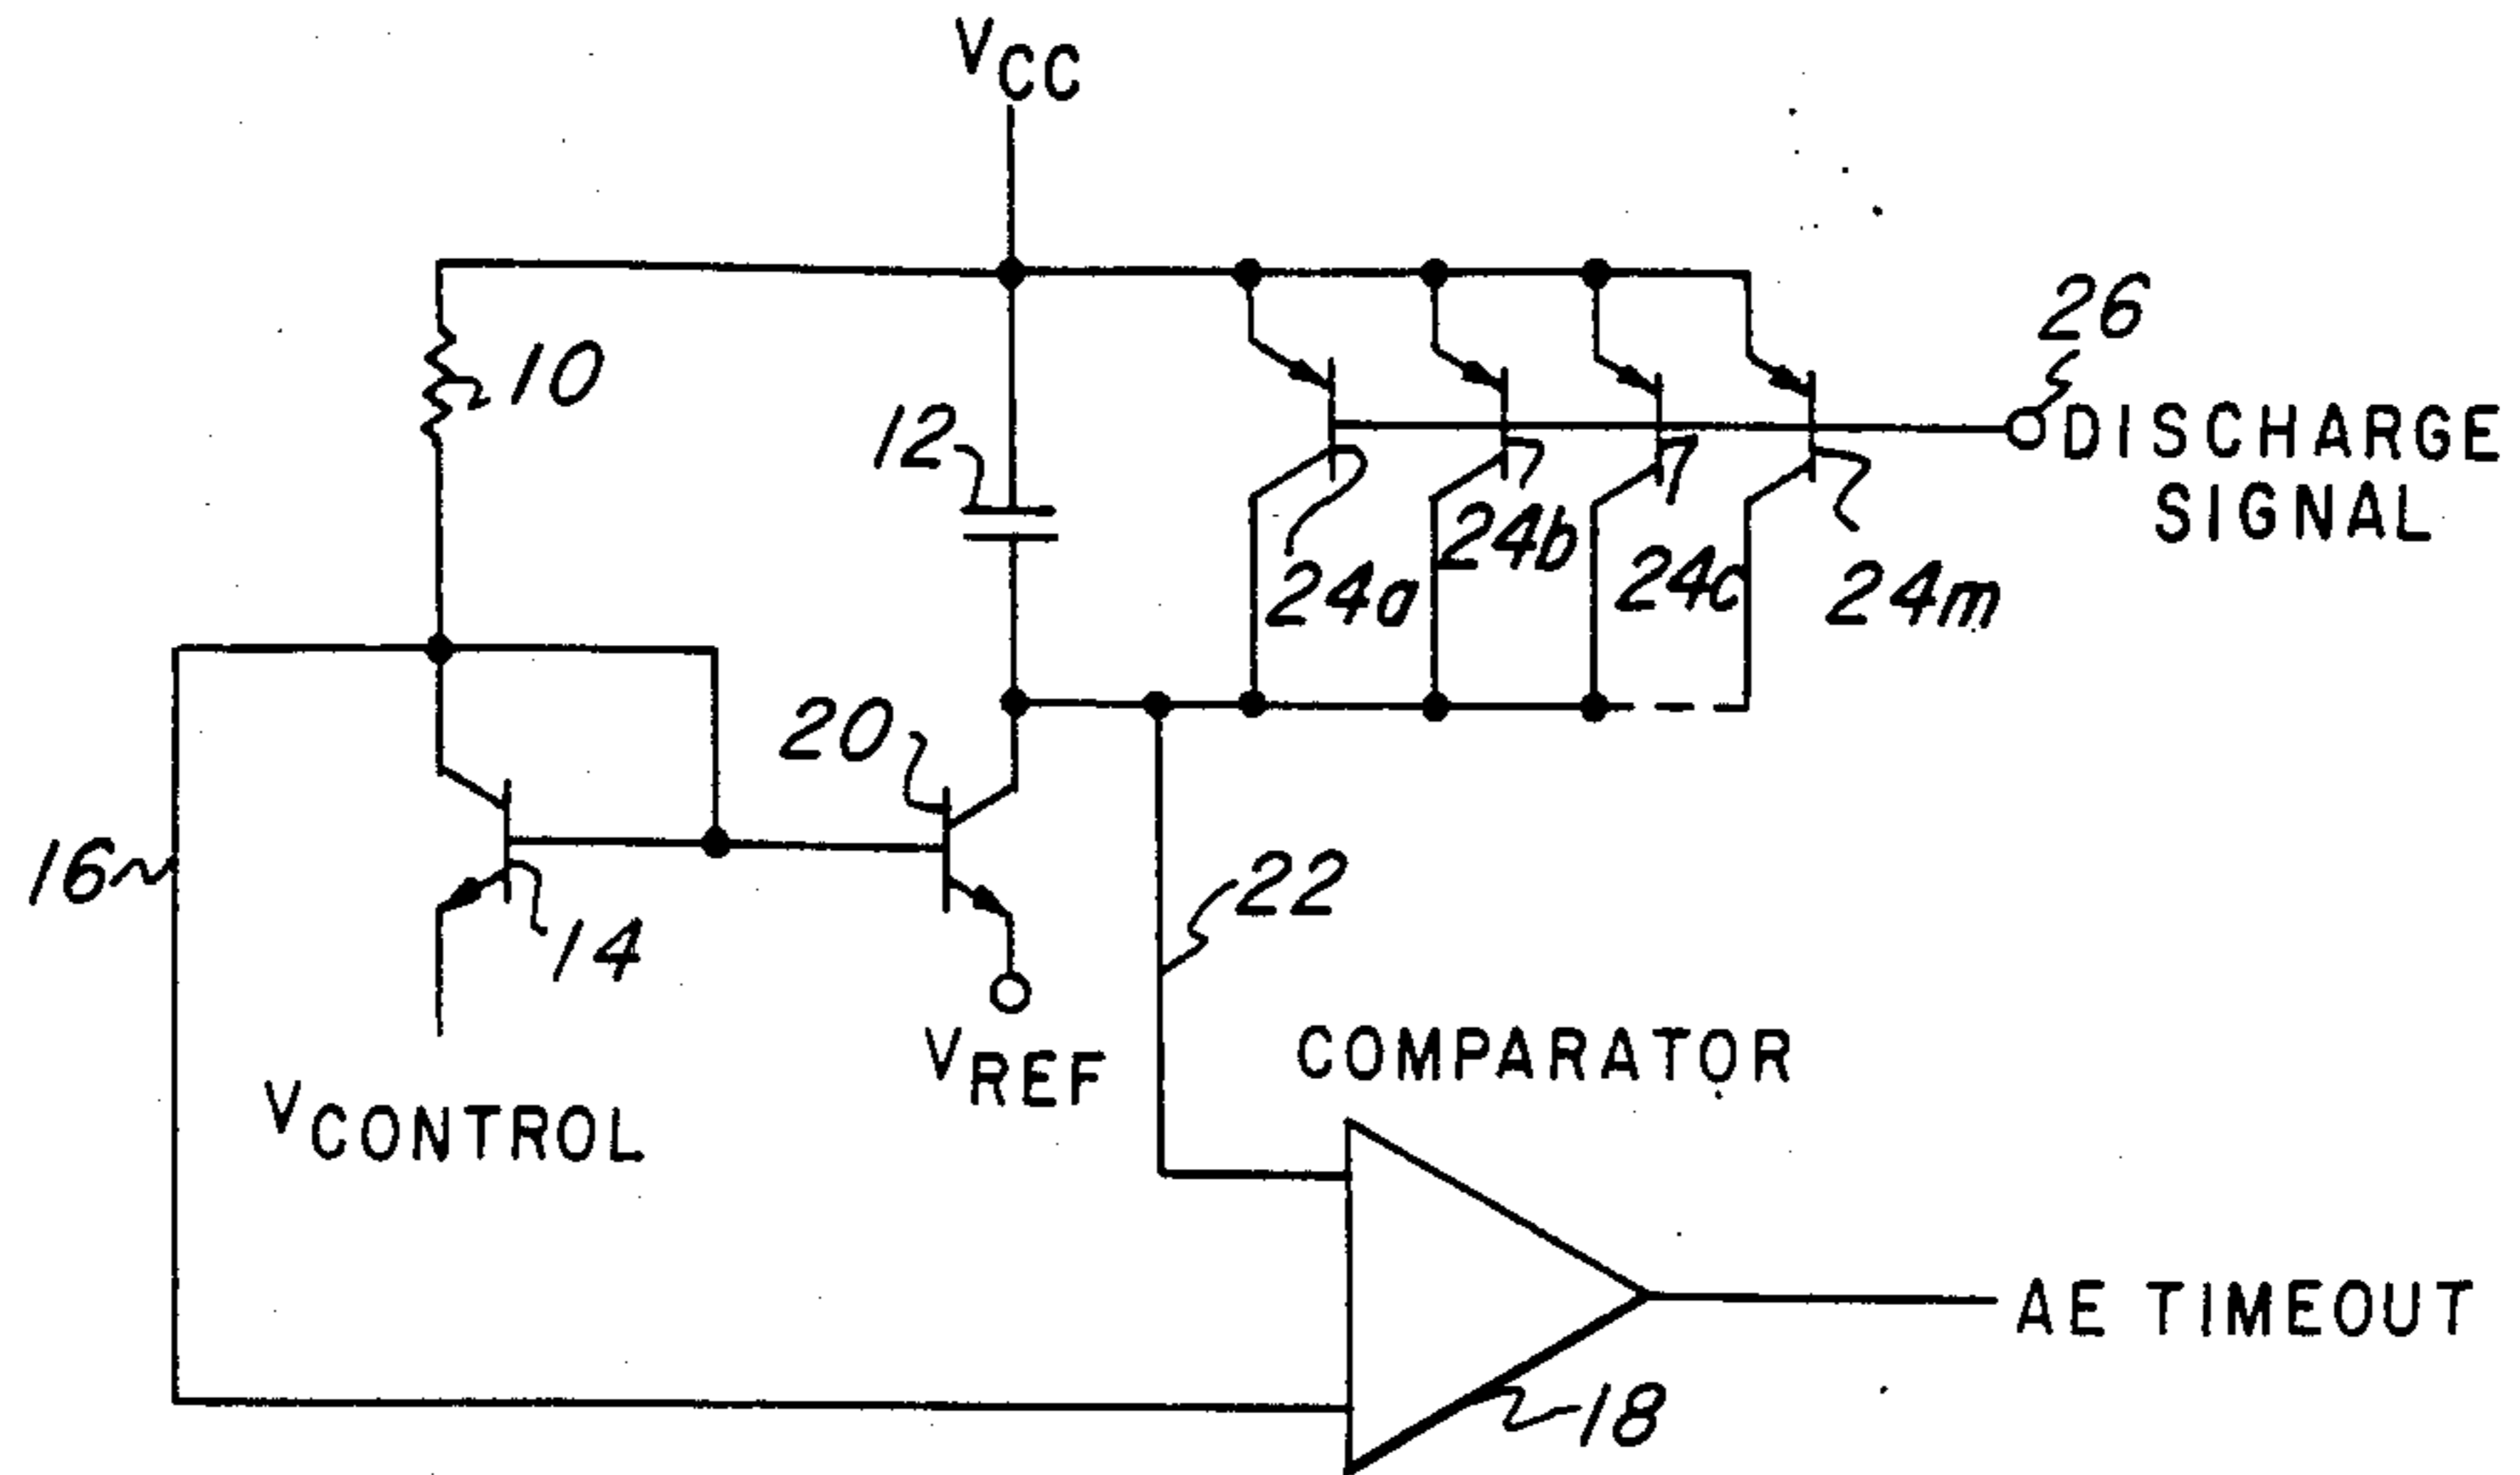 VCC
10
12
26
DISCHARGE
SIGNAL
24a
24b
24c
24m
20
16
14
22
VREF
VCONTROL
COMPARATOR
AE TIMEOUT
18